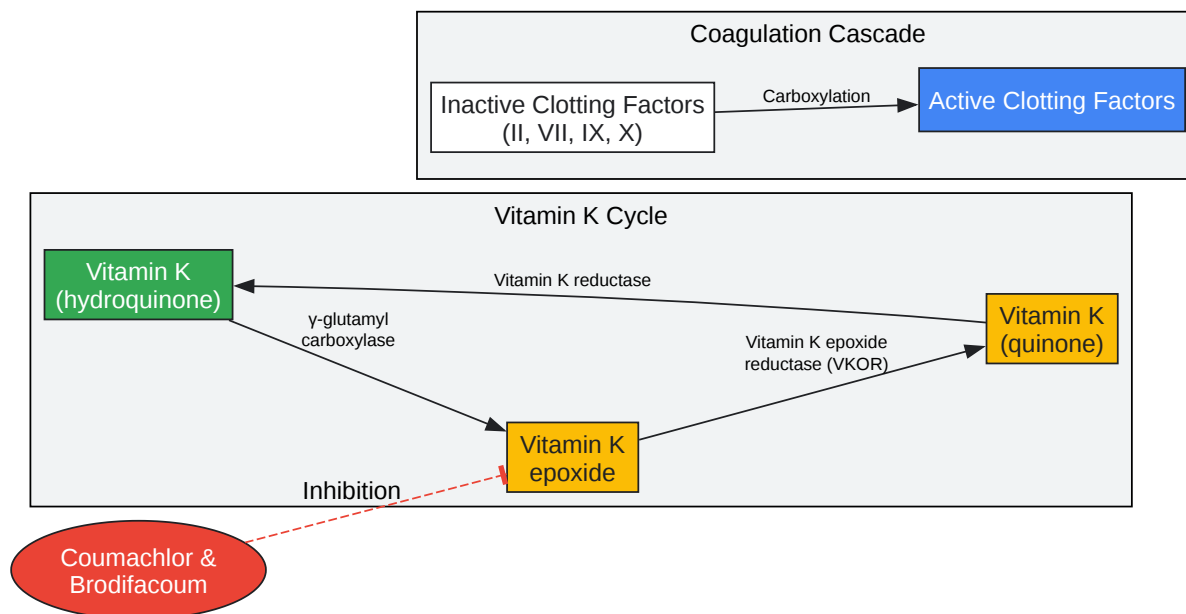 Coagulation Cascade
Inactive Clotting Factors
(II, VII, IX, X)
Carboxylation
Active Clotting Factors
Vitamin K Cycle
Vitamin K
(hydroquinone)
Vitamin K reductase
Vitamin K
(quinone)
γ-glutamyl
carboxylase
Vitamin K epoxide
reductase (VKOR)
Vitamin K
epoxide
Inhibition
Coumachlor &
Brodifacoum